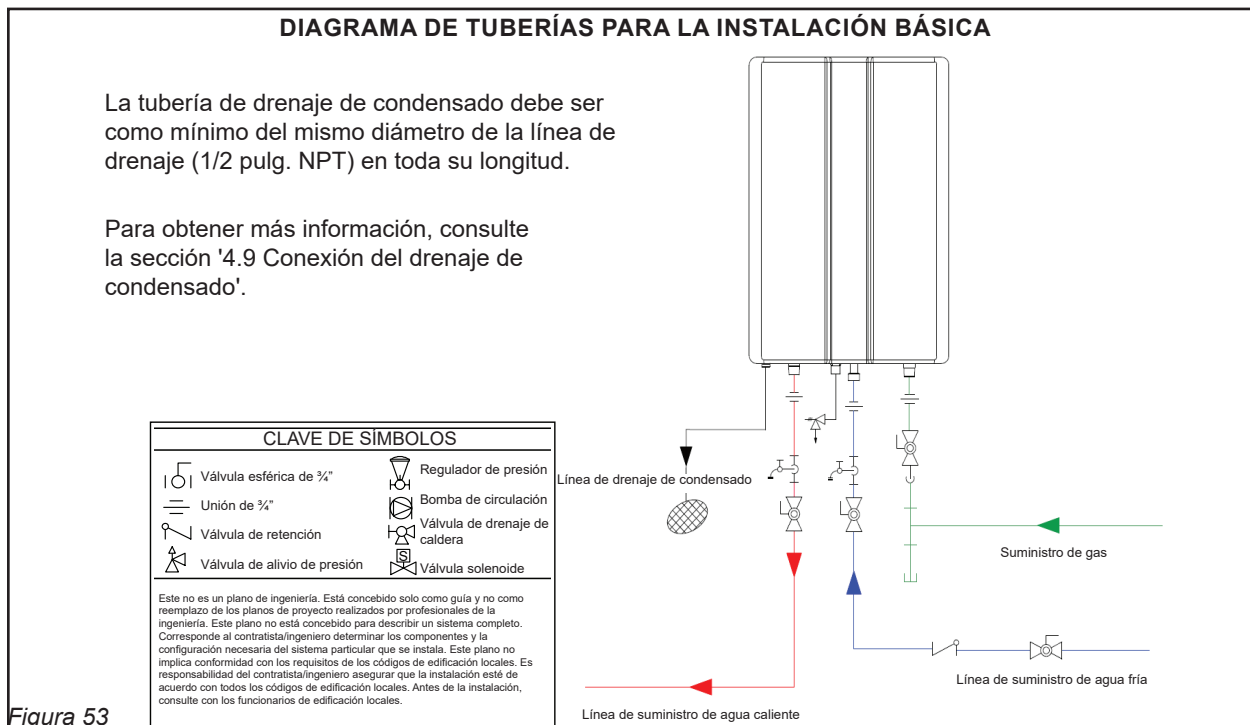 DIAGRAMA DE TUBERÍAS PARA LA INSTALACIÓN BÁSICA
La tubería de drenaje de condensado debe ser
como mínimo del mismo diámetro de la línea de
drenaje (1/2 pulg. NPT) en toda su longitud.
Para obtener más información, consulte
la sección '4.9 Conexión del drenaje de
condensado'.
CLAVE DE SÍMBOLOS
Válvula esférica de ¾"
Unión de ¾"
Válvula de retención
Válvula de alivio de presión
Regulador de presión
Bomba de circulación
Válvula de drenaje de
caldera
S
Válvula solenoide
Este no es un plano de ingeniería. Está concebido solo como guía y no como
reemplazo de los planos de proyecto realizados por profesionales de la
ingeniería. Este plano no está concebido para describir un sistema completo.
Corresponde al contratista/ingeniero determinar los componentes y la
configuración necesaria del sistema particular que se instala. Este plano no
implica conformidad con los requisitos de los códigos de edificación locales. Es
responsabilidad del contratista/ingeniero asegurar que la instalación esté de
acuerdo con todos los códigos de edificación locales. Antes de la instalación,
consulte con los funcionarios de edificación locales.
Línea de drenaje de condensado
Suministro de gas
Línea de suministro de agua fría
Línea de suministro de agua caliente
Figura 53